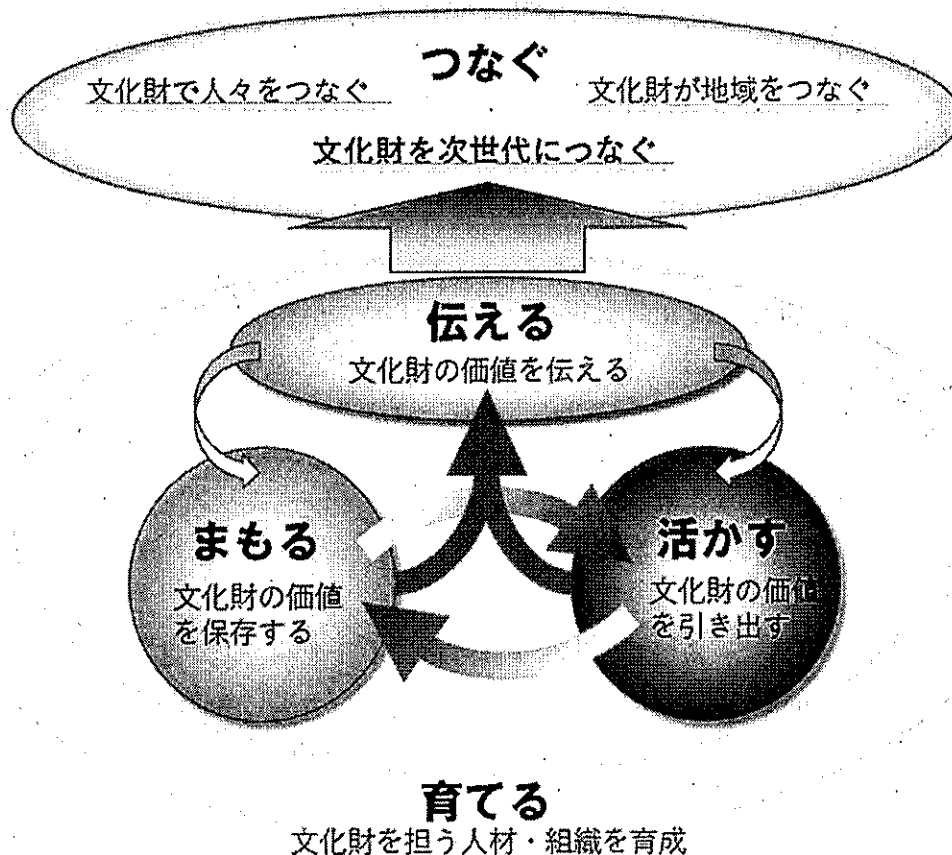 つなぐ
文化財で人々をつなぐ
文化財が地域をつなぐ
文化財を次世代につなぐ
伝える
文化財の価値を伝える
まもる
文化財の価値
を保存する
活かす
文化財の価値
を引き出す
育てる
文化財を担う人材・組織を育成